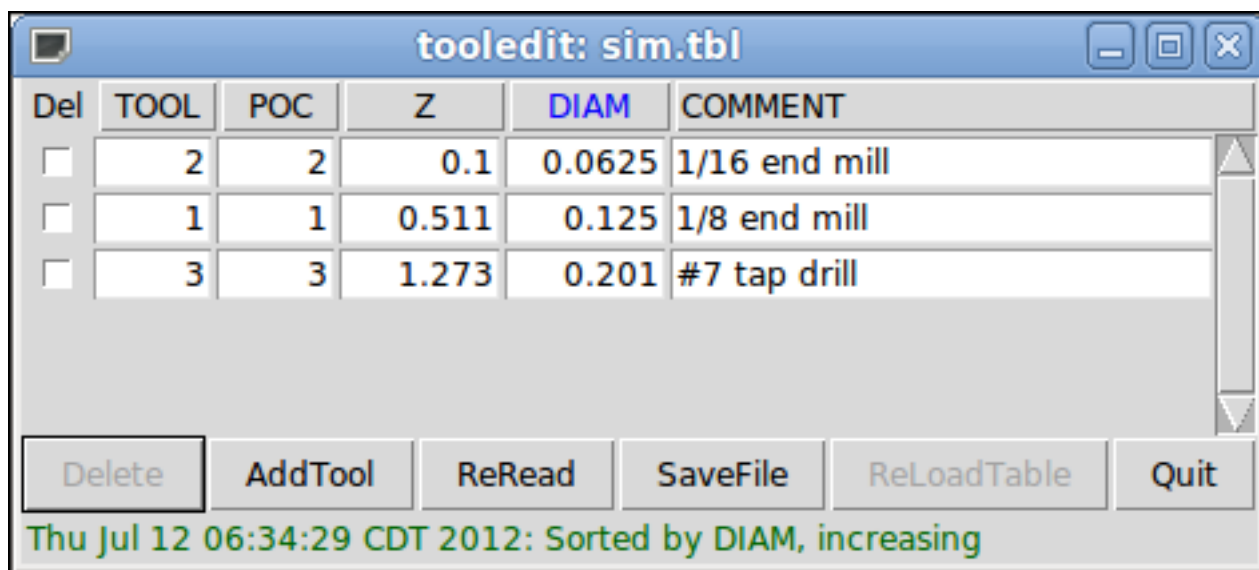 tooledit: sim.tbl
Del TOOL POC Z DIAM COMMENT
2 2 0.1 0.0625 1/16 end mill
1 1 0.511 0.125 1/8 end mill
3 3 1.273 0.201 #7 tap drill
Delete AddTool ReRead SaveFile ReLoadTable Quit
Thu Jul 12 06:34:29 CDT 2012: Sorted by DIAM, increasing